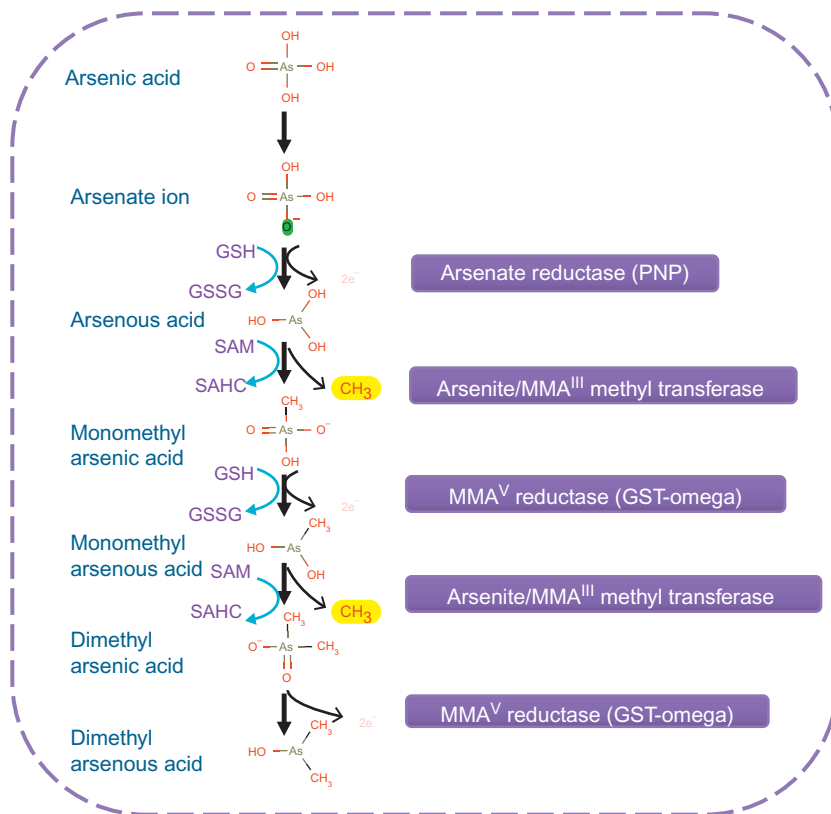 OH
Arsenic acid
O
As
OH
OH
OH
Arsenate ion
O
As
OH
O⁻
GSH
2e⁻
Arsenate reductase (PNP)
GSSG
OH
Arsenous acid
HO
As
OH
SAM
SAHC
CH₃
Arsenite/MMAᴵᴵᴵ methyl transferase
CH₃
Monomethyl
arsenic acid
O
As
O⁻
OH
GSH
GSSG
2e⁻
MMAⱽ reductase (GST-omega)
CH₃
Monomethyl
arsenous acid
HO
As
OH
SAM
SAHC
CH₃
Arsenite/MMAᴵᴵᴵ methyl transferase
CH₃
Dimethyl
arsenic acid
O⁻
As
CH₃
O
2e⁻
MMAⱽ reductase (GST-omega)
CH₃
Dimethyl
arsenous acid
HO
As
CH₃